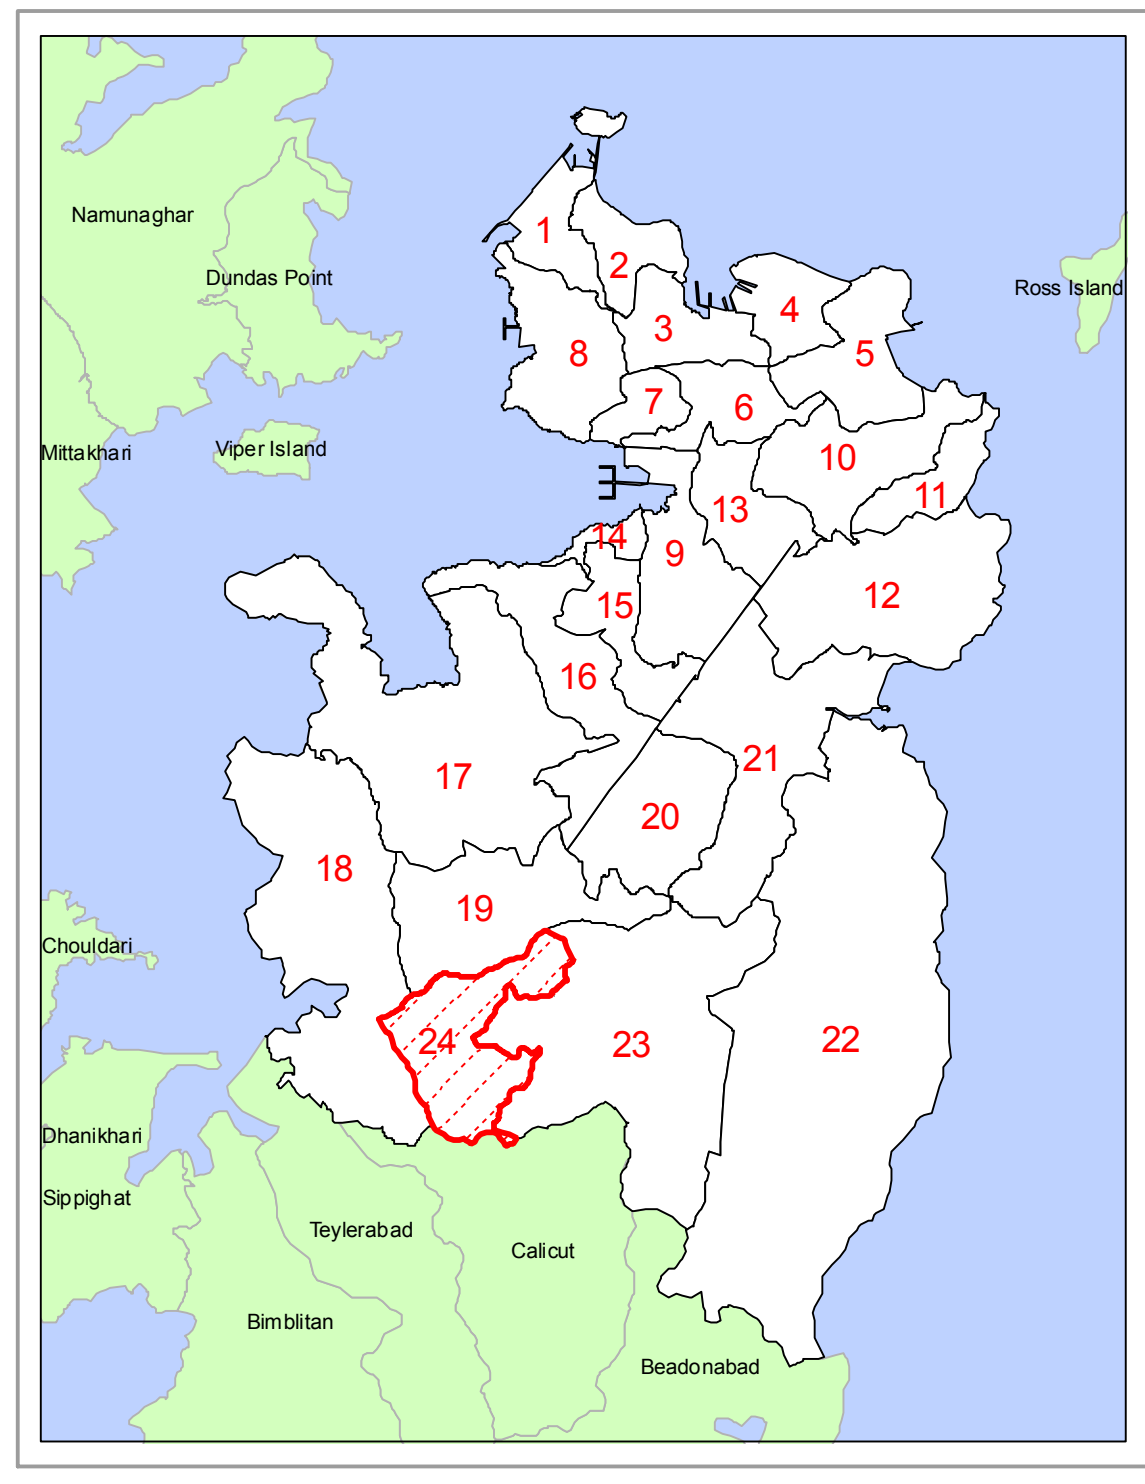 Namunaghar
1
2
Dundas Point
Ross Island
4
3
8
5
7
6
Mittakhari
Viper Island
10
11
13
14
9
12
15
16
21
17
20
18
19
Chouldari
24
23
22
Dhanikhari
Sippighat
Teylerabad
Calicut
Bimblitan
Beadonabad